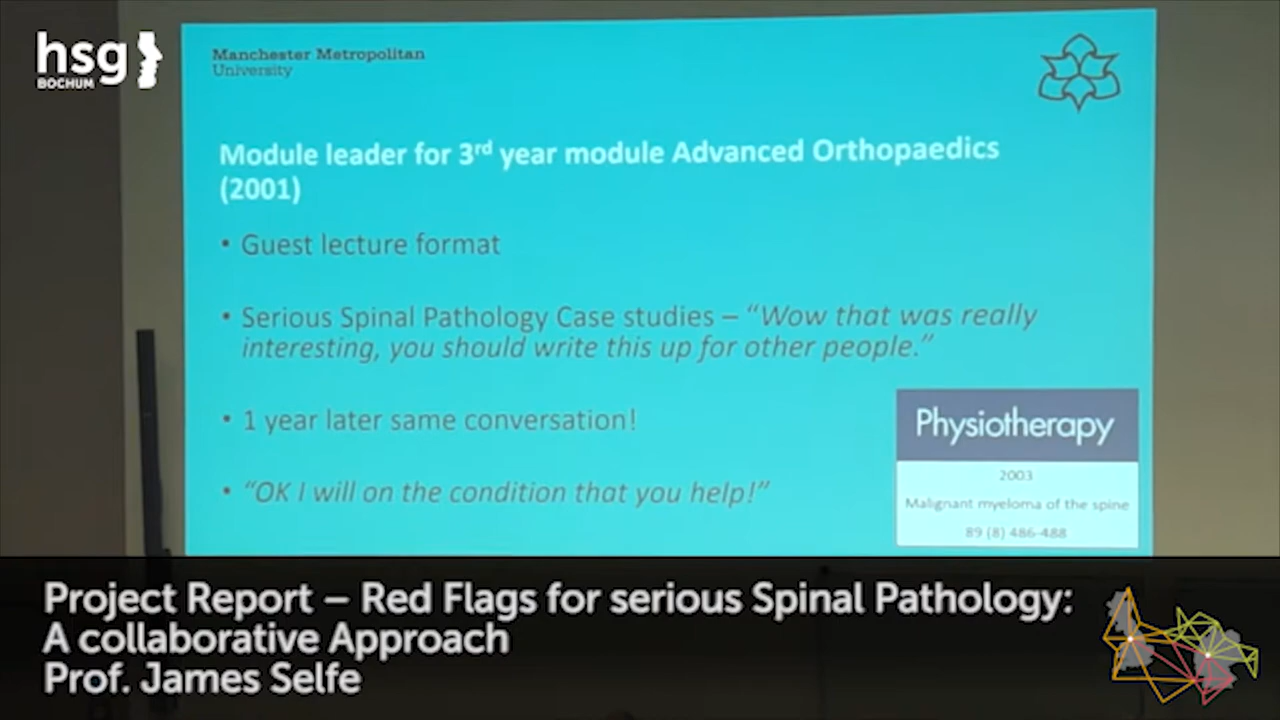 hsg
BOCHUM
Manchester Metropolitan
University
Module leader for 3rd year module Advanced Orthopaedics
(2001)
• Guest lecture format
• Serious Spinal Pathology Case studies – “Wow that was really
interesting, you should write this up for other people.”
• 1 year later same conversation!
• “OK I will on the condition that you help!”
Physiotherapy
2003
Malignant myeloma of the spine
89 (8) 486-488
Project Report – Red Flags for serious Spinal Pathology:
A collaborative Approach
Prof. James Selfe